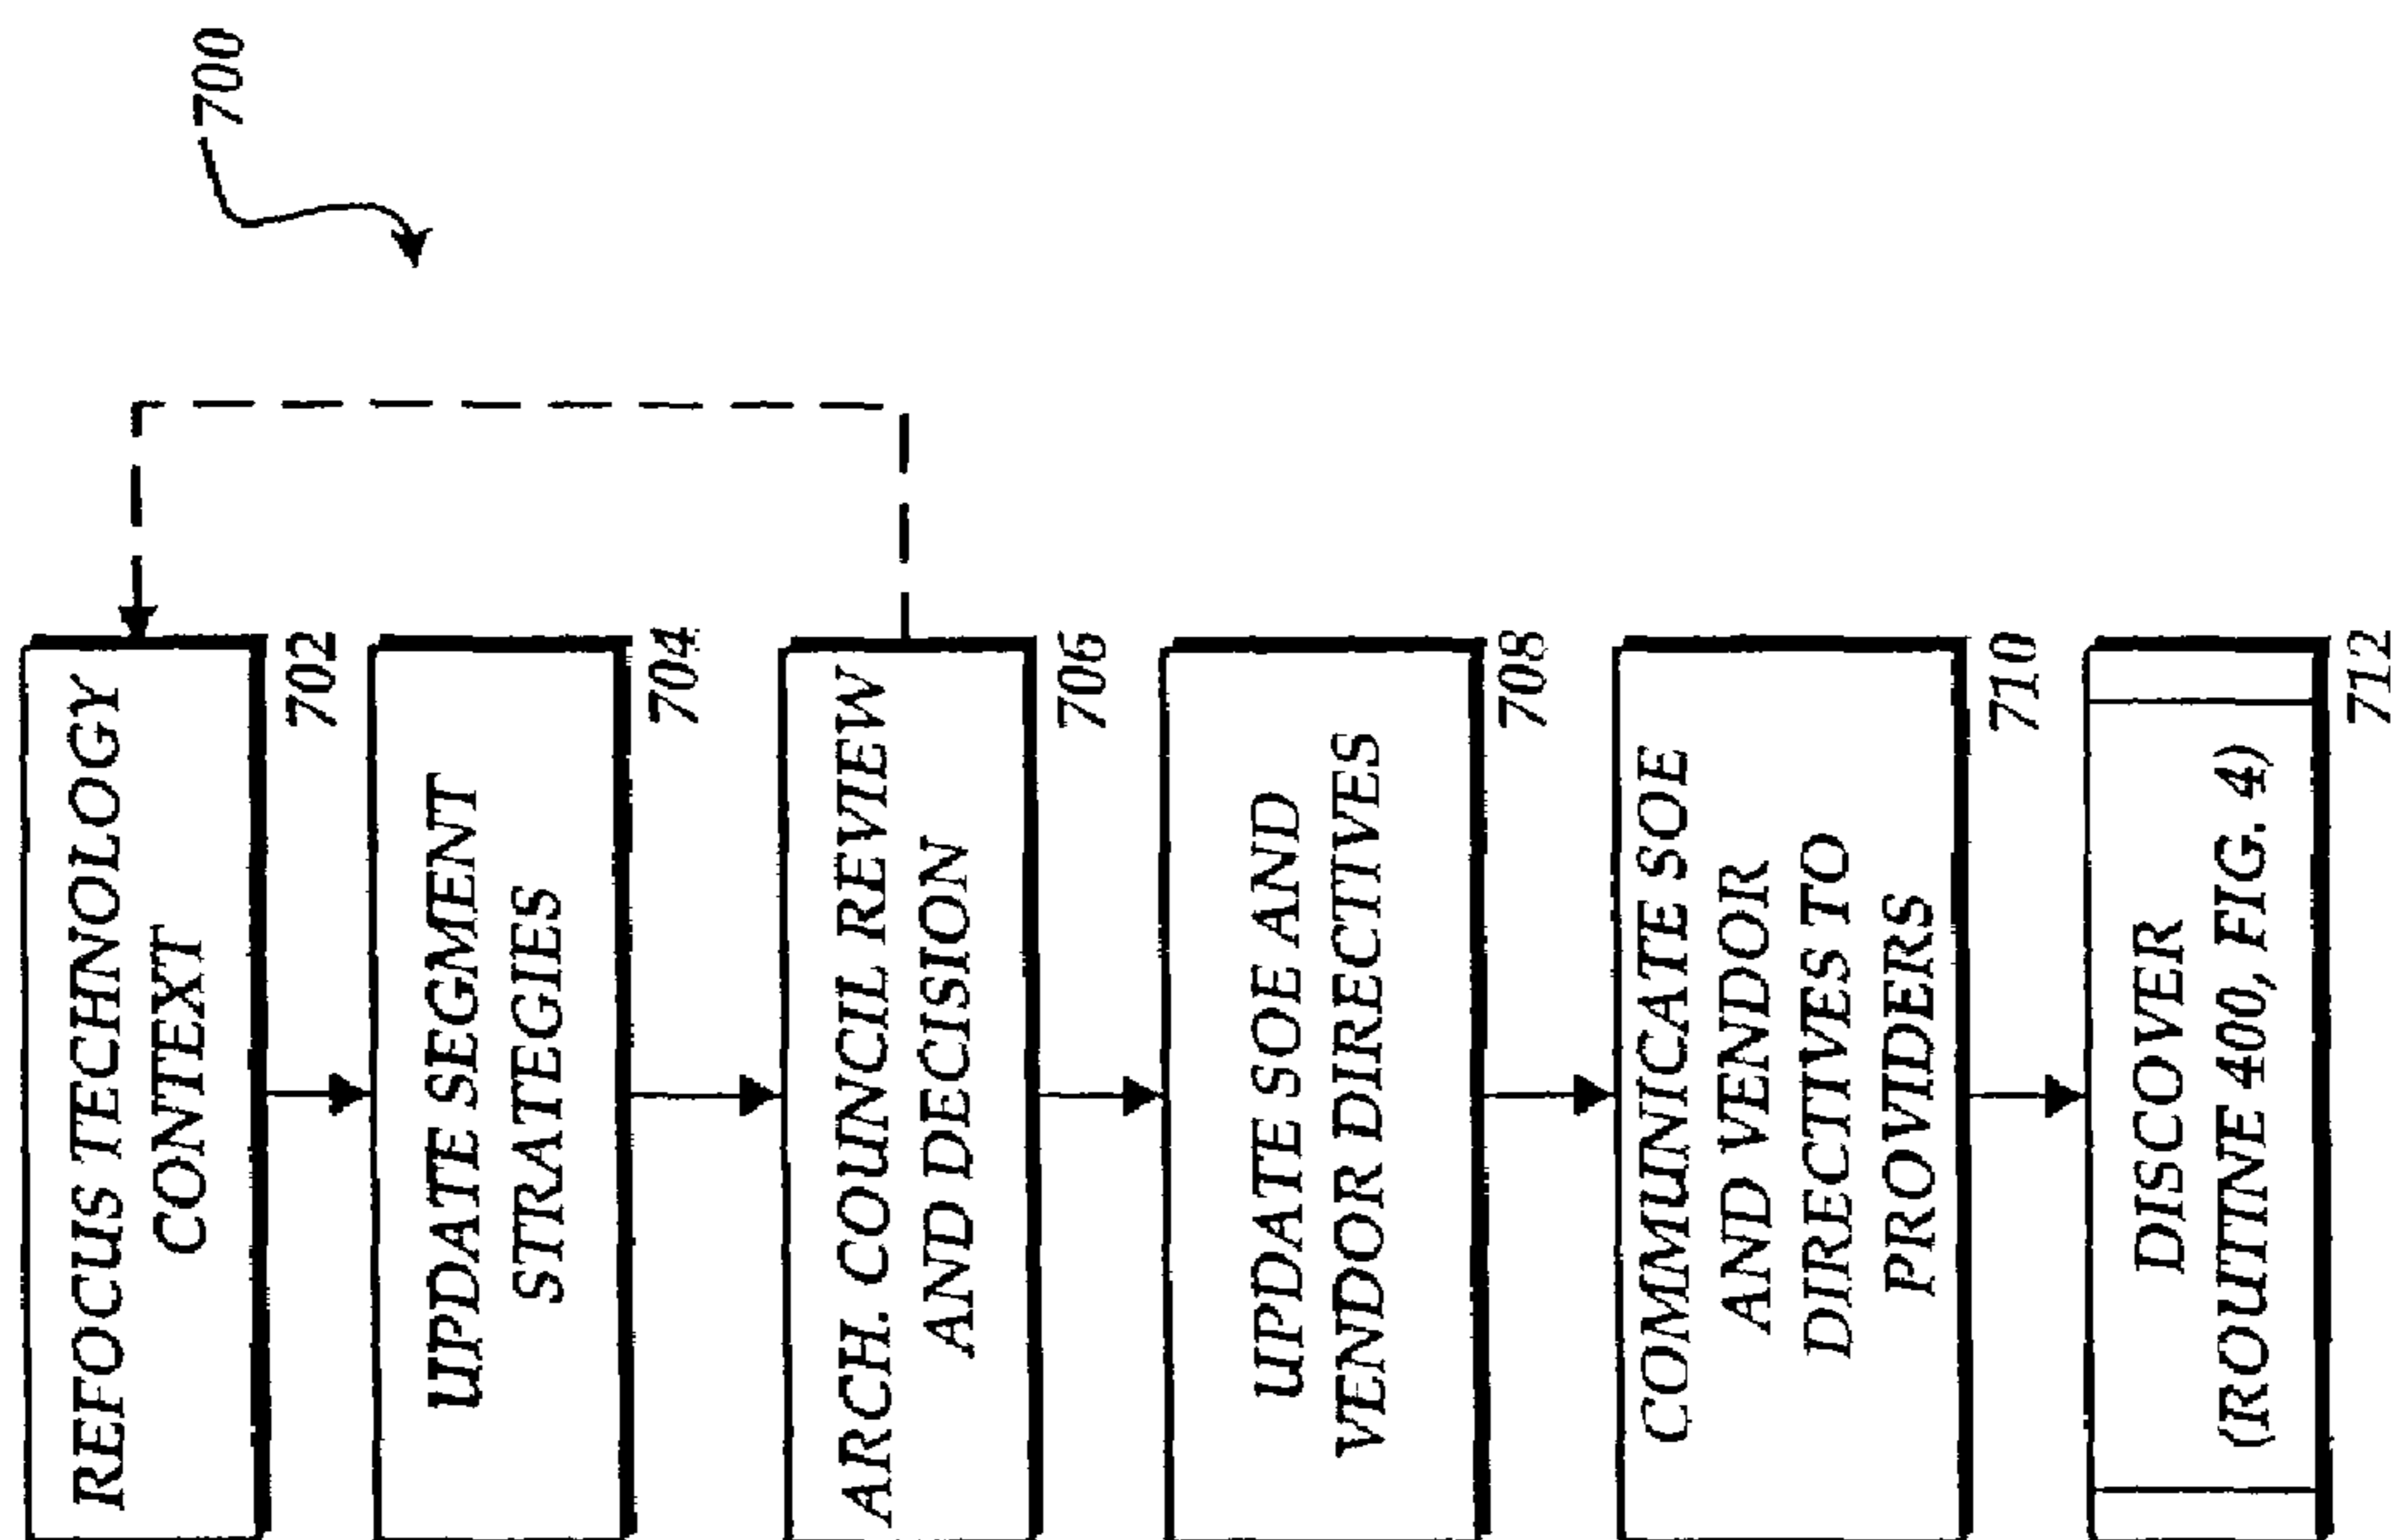 700
REFOCUS TECHNOLOGY
CONTEXT
702
UPDATE SEGMENT
STRATEGIES
704
ARCH. COUNCIL REVIEW
AND DECISION
706
UPDATE SOE AND
VENDOR DIRECTIVES
708
COMMUNICATE SOE
AND VENDOR
DIRECTIVES TO
PROVIDERS
710
DISCOVER
(ROUTINE 400, FIG. 4)
712